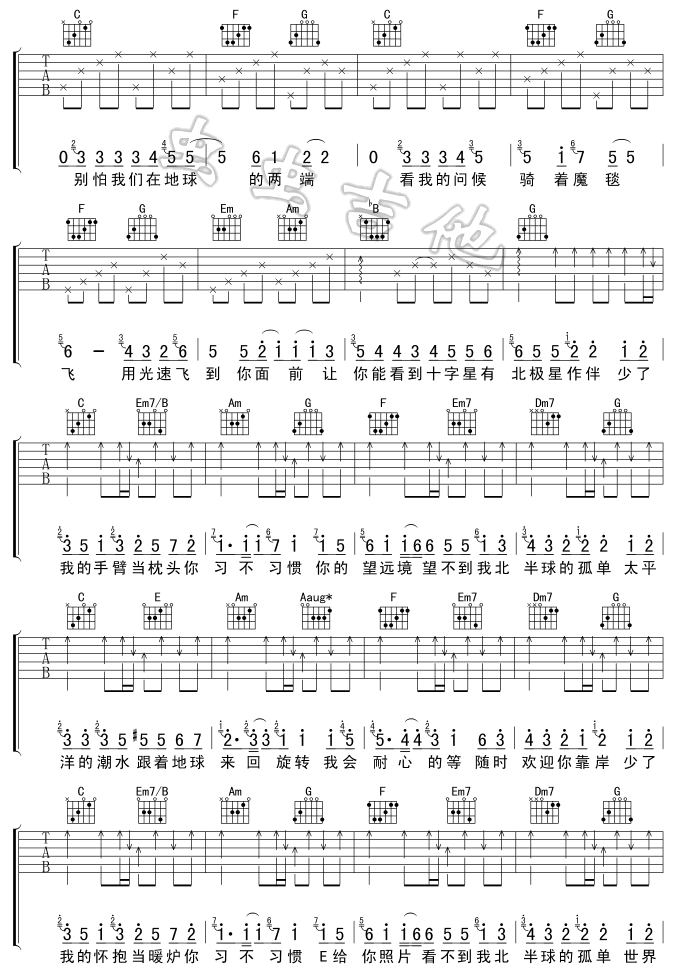 C F G C F G
T A B
0 3 3 3 3 4 5 5 5 6 1 2 2 0 3 3 3 4 5 5 1 7 5 5
别怕我们在地球 的两端 看我的问候 骑着魔毯
虫虫吉他
F G Em Am ♭B G
6 - 4 3 2 6 5 5 2 1 1 1 3 5 4 4 3 4 5 5 6 6 5 5 2 2 1 2
飞 用光速飞到你面前让你能看到十字星有北极星作伴 少了
C Em7/B Am G F Em7 Dm7 G
T A B
3 5 1 3 2 5 7 2 1· 1 1 7 1 1 5 6 1 1 6 6 5 5 1 3 4 3 2 2 1 2
我的手臂当枕头你 习不习惯 你的 望远境 望不到我北 半球的孤单 太平
C E Am Aaug* F Em7 Dm7 G
T A B
3 3 3 5 #5 5 6 7 2· 3 3 1 1 1 5 5· 4 4 3 1 6 3 4 3 2 1 1 2
洋的潮水跟着地球 来回 旋转 我会 耐心的等 随时 欢迎你靠岸 少了
C Em7/B Am G F Em7 Dm7 G
T A B
3 5 1 3 2 5 7 2 1· 1 1 7 1 1 5 6 1 1 6 6 5 5 1 3 4 3 2 2 1 2
我的怀抱当暖炉你 习不习惯 E给 你照片 看不到我北 半球的孤单 世界